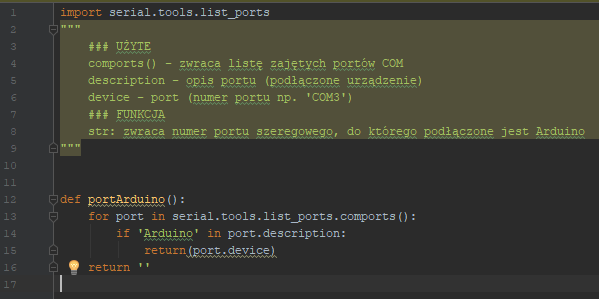 1 import serial.tools.list_ports
2 """
3 ### UŻYTE
4 comports() - zwraca listę zajętych portów COM
5 description - opis portu (podłączone urządzenie)
6 device - port (numer portu np. 'COM3')
7 ### FUNKCJA
8 str: zwraca numer portu szeregowego, do którego podłączone jest Arduino
9 """
10
11
12 def portArduino():
13 for port in serial.tools.list_ports.comports():
14 if 'Arduino' in port.description:
15 return(port.device)
16 return ''
17